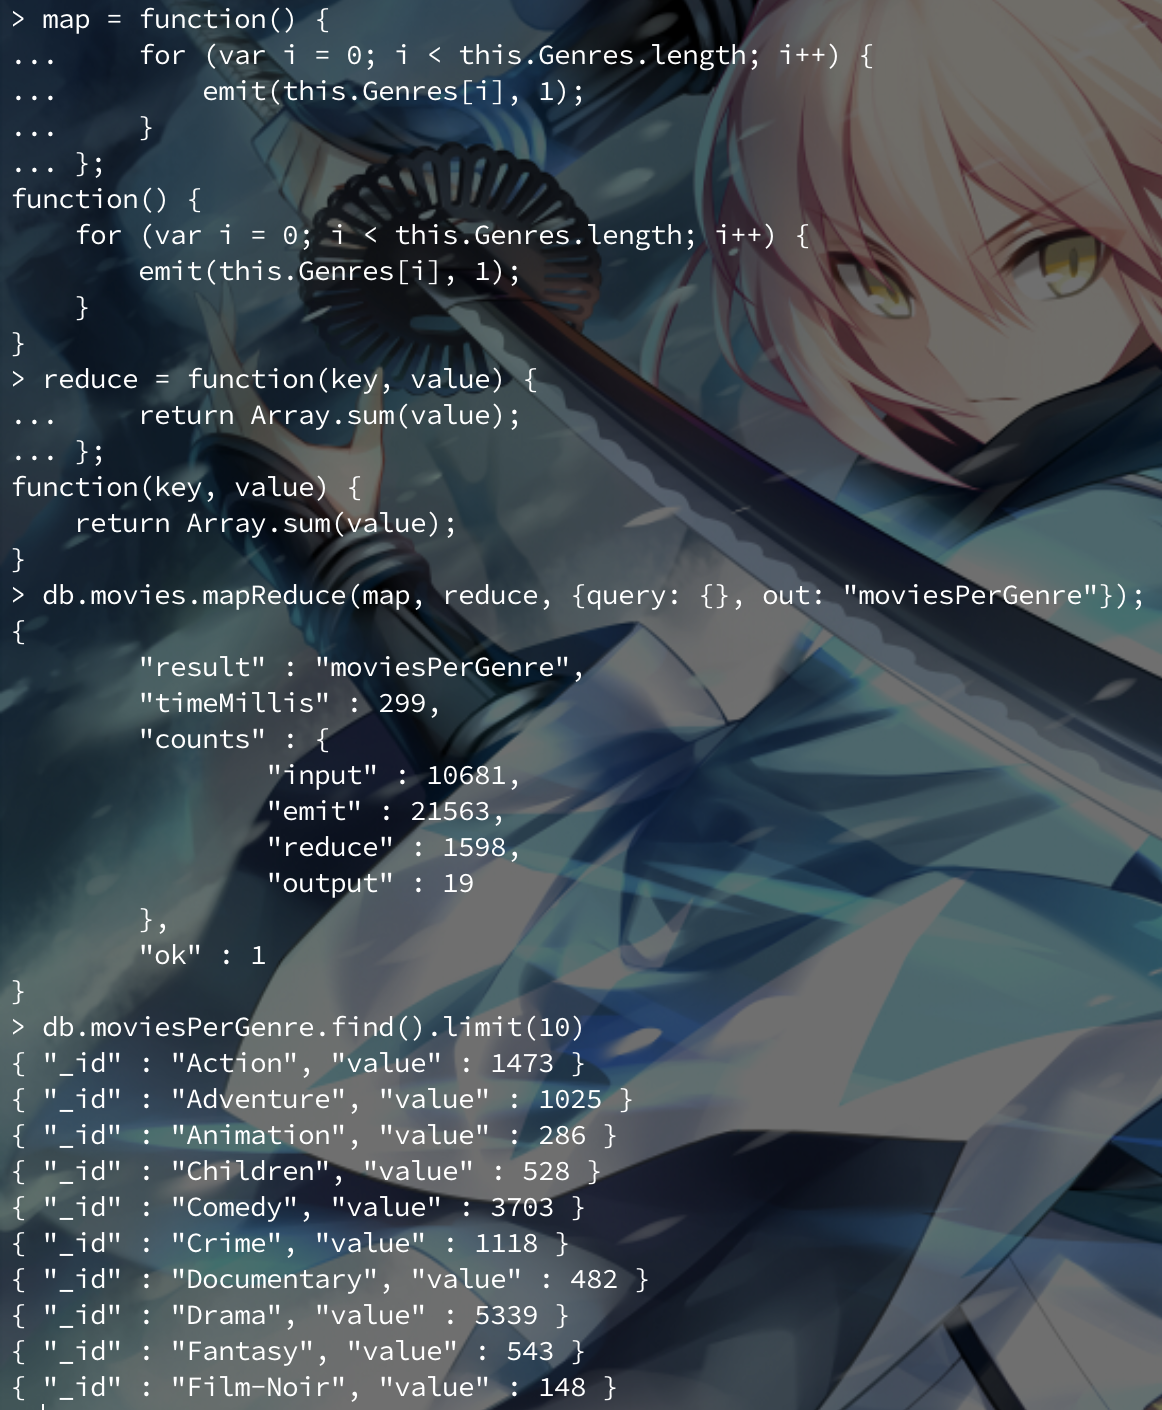 > map = function() {
...     for (var i = 0; i < this.Genres.length; i++) {
...         emit(this.Genres[i], 1);
...     }
... };
function() {
    for (var i = 0; i < this.Genres.length; i++) {
        emit(this.Genres[i], 1);
    }
}
> reduce = function(key, value) {
...     return Array.sum(value);
... };
function(key, value) {
    return Array.sum(value);
}
> db.movies.mapReduce(map, reduce, {query: {}, out: "moviesPerGenre"});
{
        "result" : "moviesPerGenre",
        "timeMillis" : 299,
        "counts" : {
                "input" : 10681,
                "emit" : 21563,
                "reduce" : 1598,
                "output" : 19
        },
        "ok" : 1
}
> db.moviesPerGenre.find().limit(10)
{ "_id" : "Action", "value" : 1473 }
{ "_id" : "Adventure", "value" : 1025 }
{ "_id" : "Animation", "value" : 286 }
{ "_id" : "Children", "value" : 528 }
{ "_id" : "Comedy", "value" : 3703 }
{ "_id" : "Crime", "value" : 1118 }
{ "_id" : "Documentary", "value" : 482 }
{ "_id" : "Drama", "value" : 5339 }
{ "_id" : "Fantasy", "value" : 543 }
{ "_id" : "Film-Noir", "value" : 148 }